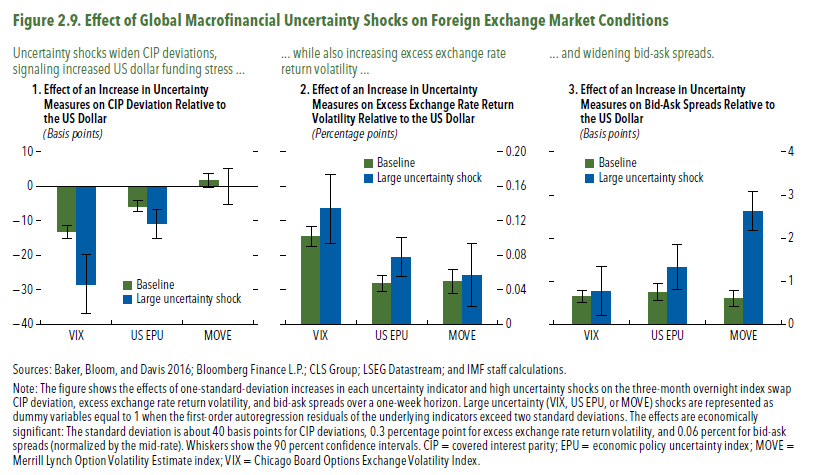 Figure 2.9. Effect of Global Macrofinancial Uncertainty Shocks on Foreign Exchange Market Conditions
Uncertainty shocks widen CIP deviations,
signaling increased US dollar funding stress ...
1. Effect of an Increase in Uncertainty
Measures on CIP Deviation Relative to
the US Dollar
(Basis points)
10
0
–10
–20
–30
–40
Baseline
Large uncertainty shock
VIX
US EPU
MOVE
... while also increasing excess exchange rate
return volatility ...
2. Effect of an Increase in Uncertainty
Measures on Excess Exchange Rate Return
Volatility Relative to the US Dollar
(Percentage points)
0.20
0.16
0.12
0.08
0.04
0
Baseline
Large uncertainty shock
VIX
US EPU
MOVE
... and widening bid-ask spreads.
3. Effect of an Increase in Uncertainty
Measures on Bid-Ask Spreads Relative to
the US Dollar
(Basis points)
4
3
2
1
0
Baseline
Large uncertainty shock
VIX
US EPU
MOVE
Sources: Baker, Bloom, and Davis 2016; Bloomberg Finance L.P.; CLS Group; LSEG Datastream; and IMF staff calculations.
Note: The figure shows the effects of one-standard-deviation increases in each uncertainty indicator and high uncertainty shocks on the three-month overnight index swap
CIP deviation, excess exchange rate return volatility, and bid-ask spreads over a one-week horizon. Large uncertainty (VIX, US EPU, or MOVE) shocks are represented as
dummy variables equal to 1 when the first-order autoregression residuals of the underlying indicators exceed two standard deviations. The effects are economically
significant: The standard deviation is about 40 basis points for CIP deviations, 0.3 percentage point for excess exchange rate return volatility, and 0.06 percent for bid-ask
spreads (normalized by the mid-rate). Whiskers show the 90 percent confidence intervals. CIP = covered interest parity; EPU = economic policy uncertainty index; MOVE =
Merrill Lynch Option Volatility Estimate index; VIX = Chicago Board Options Exchange Volatility Index.